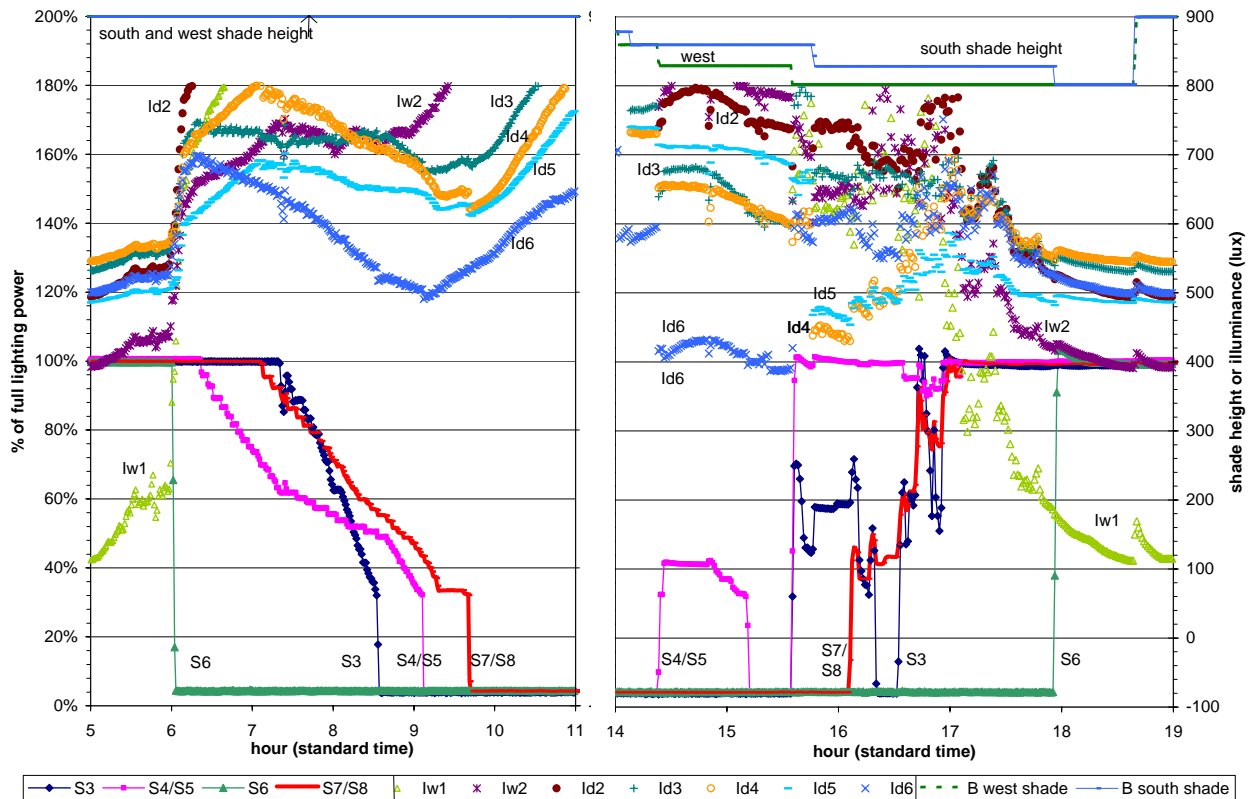 200%
180%
160%
140%
120%
100%
80%
60%
40%
20%
0%
% of full lighting power
south and west shade height
Id2
Iw1
Iw2
Id3
Id4
Id5
Id6
Iw1
S6
S3
S4/S5
S7/S8
5
6
7
8
9
10
11
hour (standard time)
9
-
south shade height
west
Id2
Id3
Id5
Id4
Id6
Id6
Iw2
Iw1
S4/S5
S7/
S8
S3
S6
14
15
16
17
18
19
hour (standard time)
900
800
700
600
500
400
300
200
100
0
-100
shade height or illuminance (lux)
S3 S4/S5 S6 S7/S8 Iw1 Iw2 Id2 Id3 Id4 Id5 Id6 B west shade B south shade